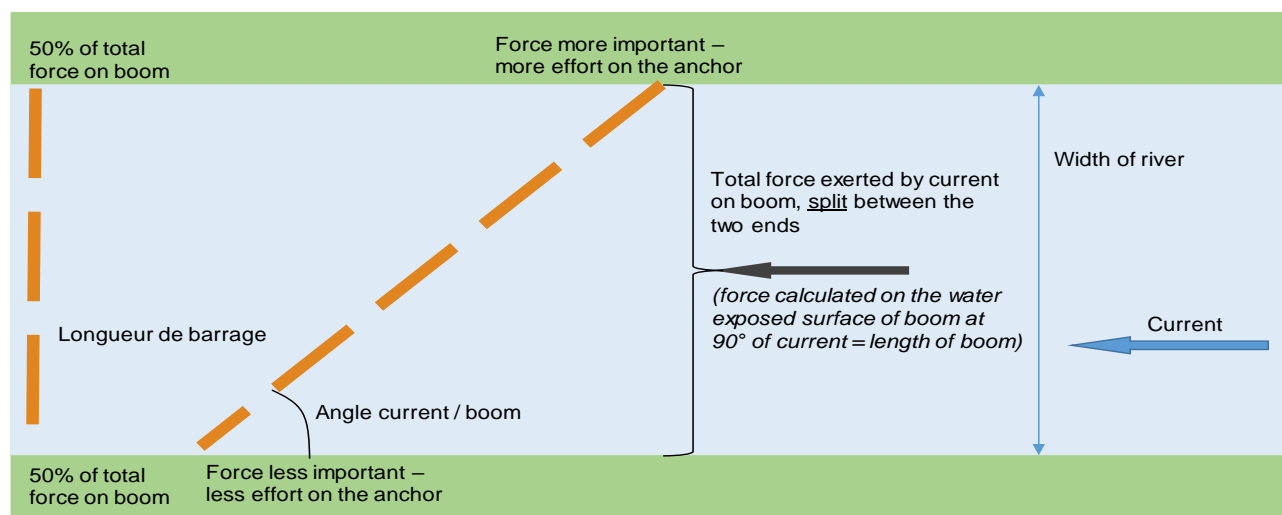 50% of total
force on boom
Force more important –
more effort on the anchor
Width of river
Total force exerted by current
on boom, split between the
two ends
(force calculated on the water
exposed surface of boom at
90° of current = length of boom)
Current
Longueur de barrage
Angle current / boom
50% of total
force on boom
Force less important –
less effort on the anchor